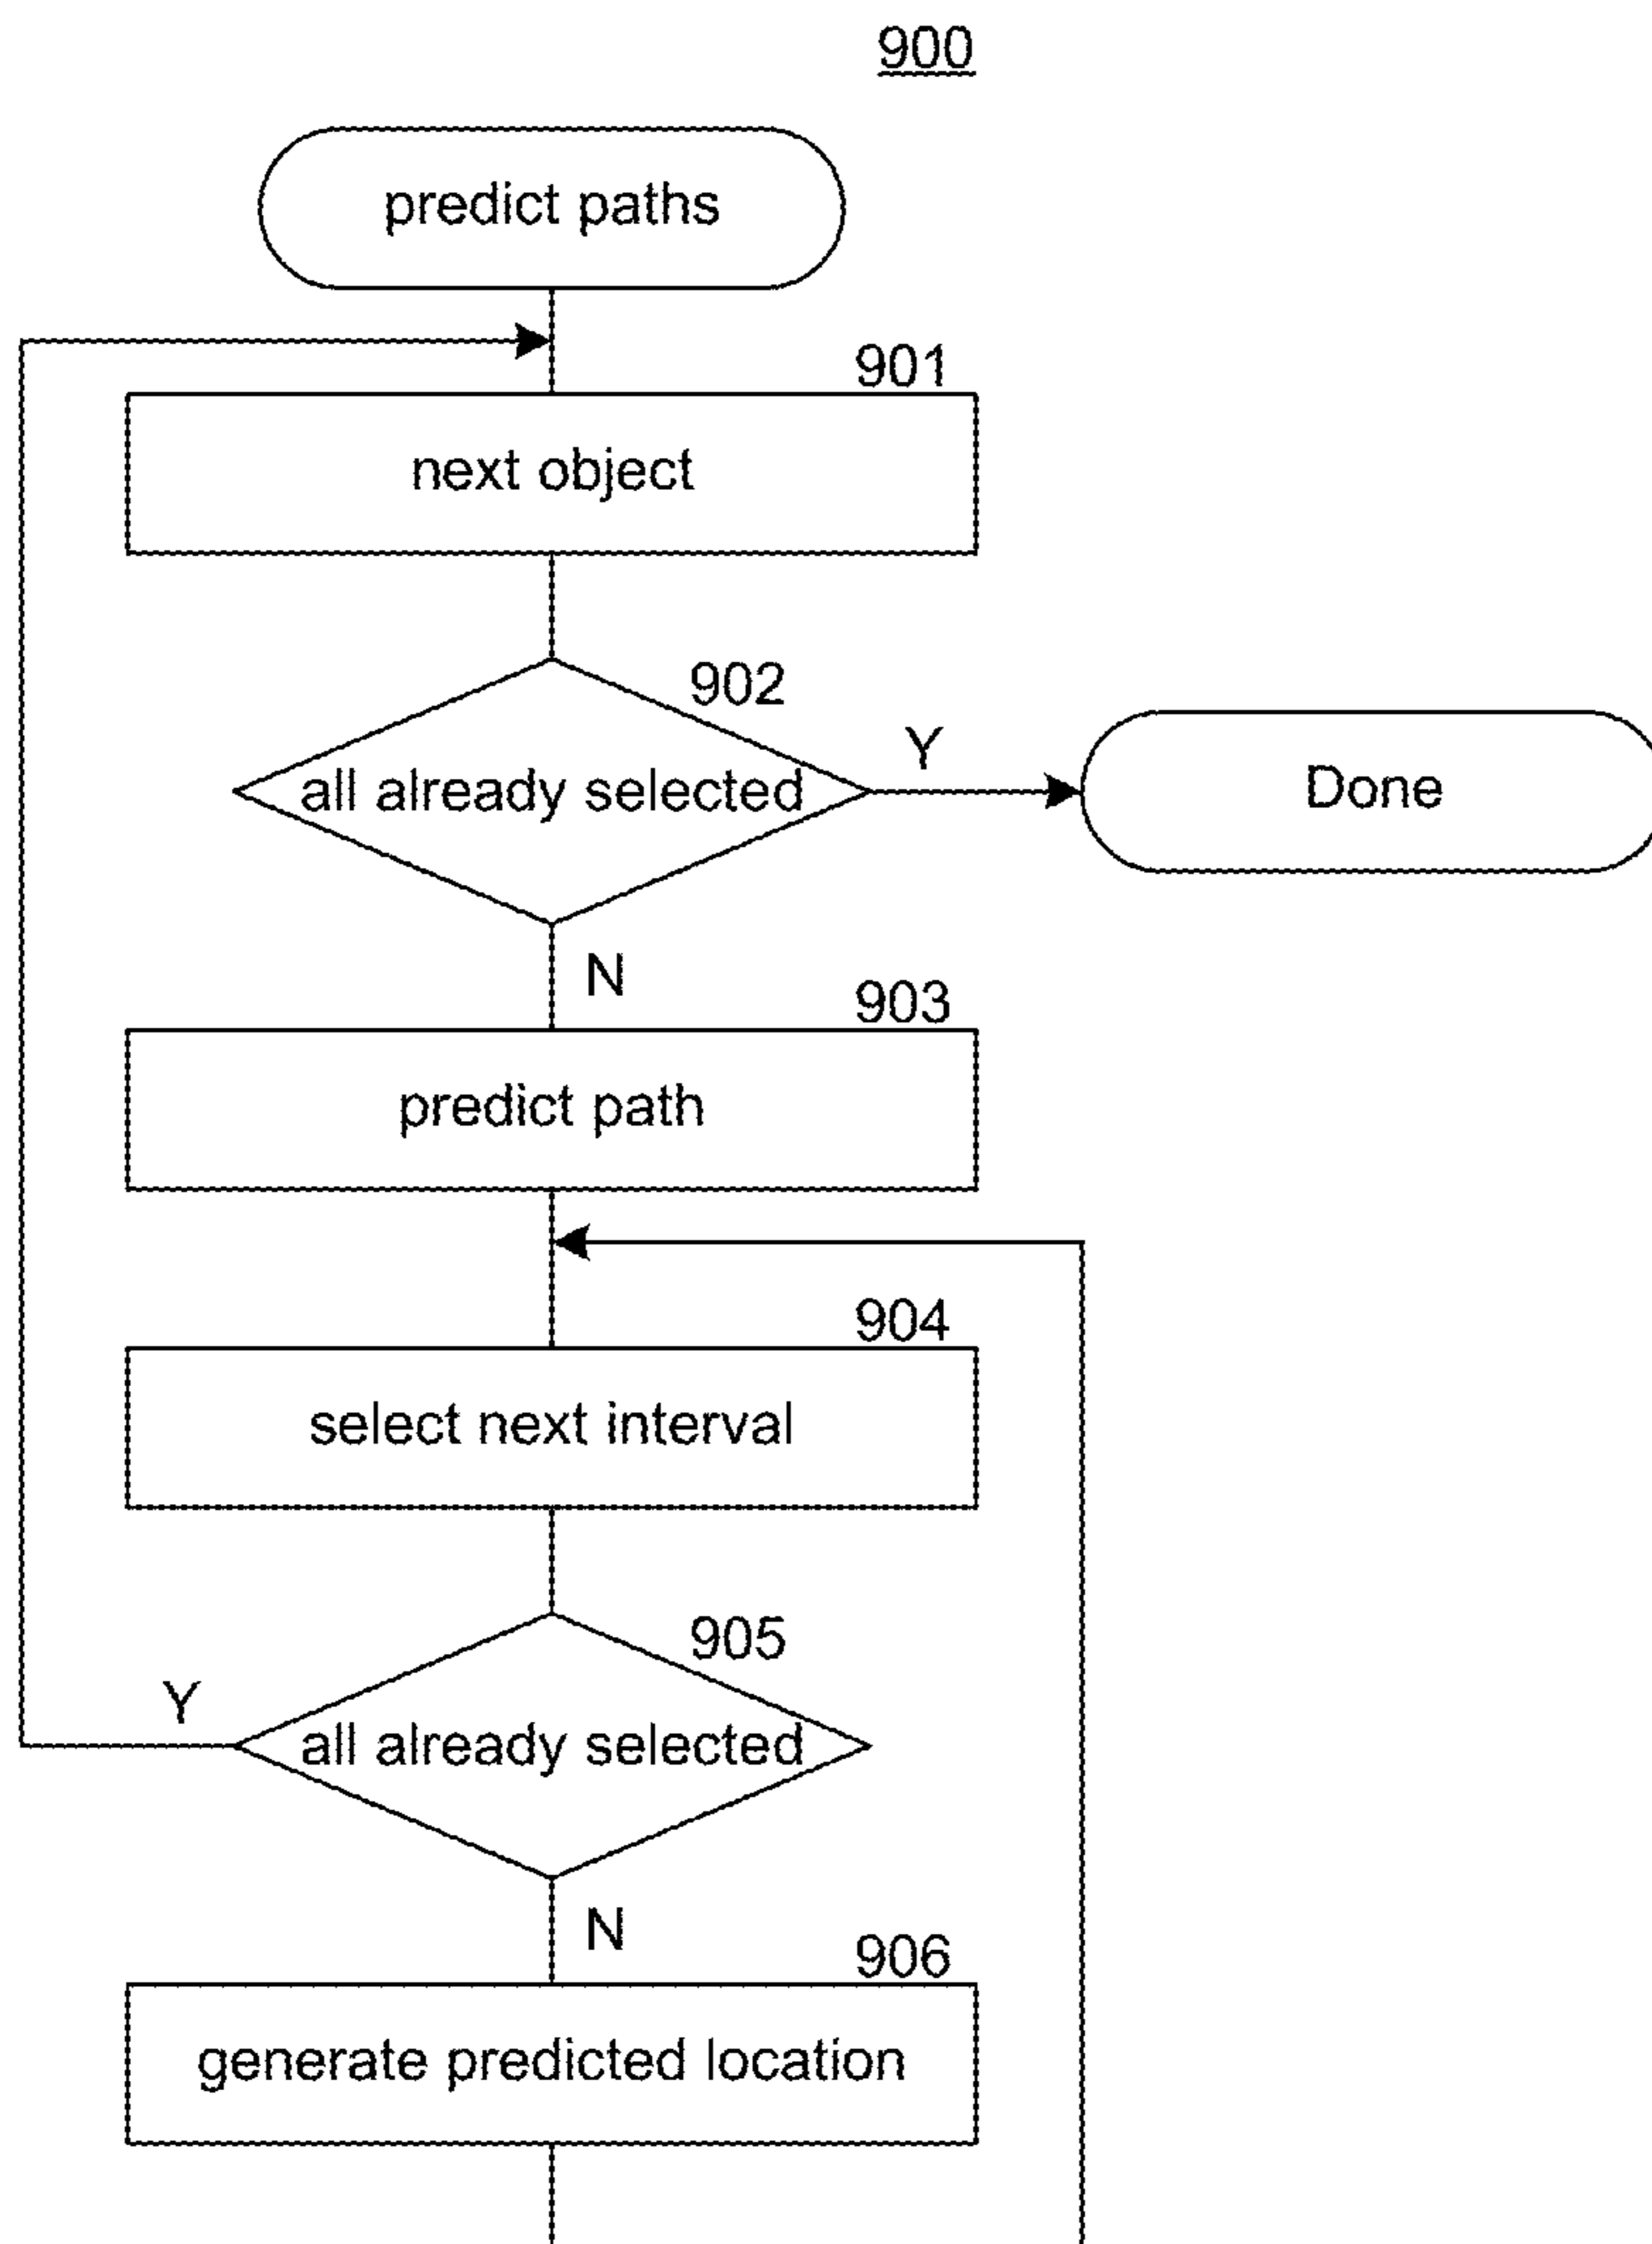 900
predict paths
901
next object
902
all already selected
Y
Done
N
903
predict path
904
select next interval
905
Y
all already selected
N
906
generate predicted location